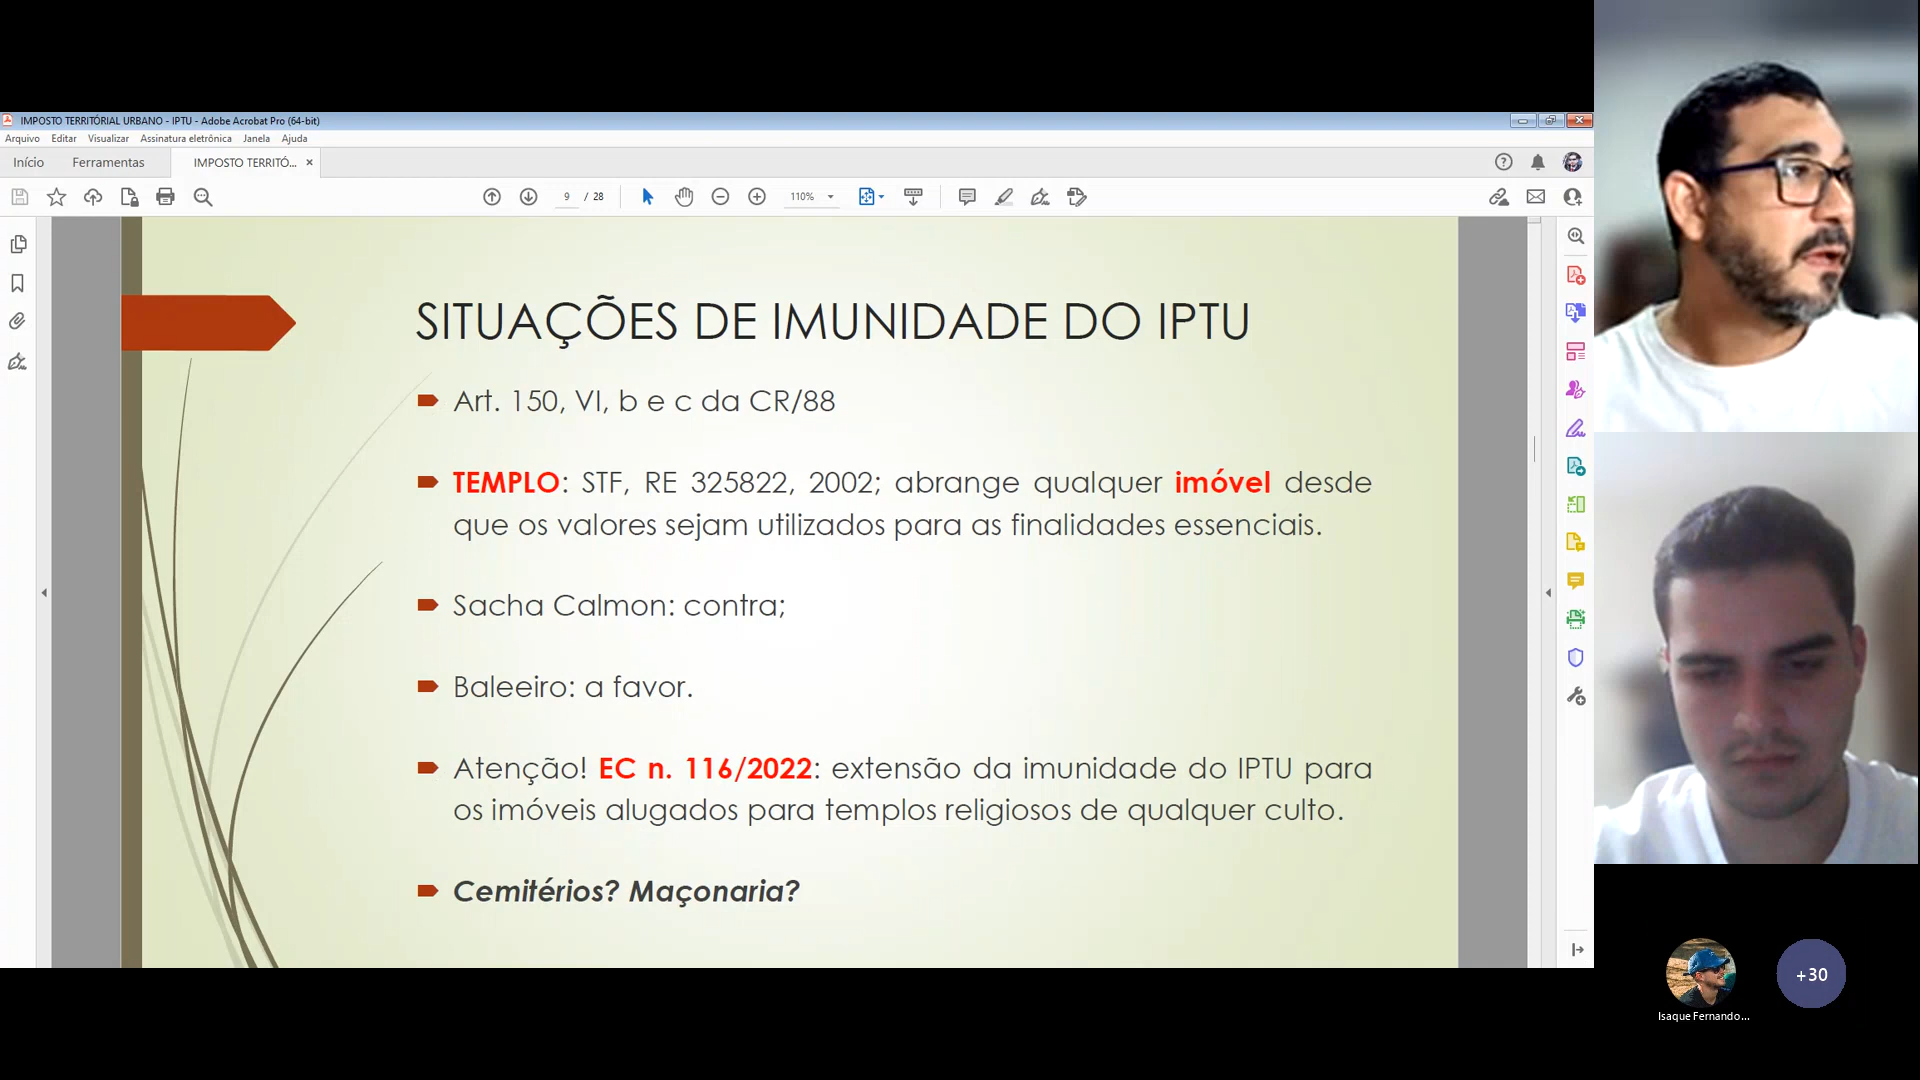 IMPOSTO TERRITÓRIAL URBANO - IPTU - Adobe Acrobat Pro (64-bit)
Arquivo Editar Visualizar Assinatura eletrônica Janela Ajuda
Início Ferramentas IMPOSTO TERRITÓ... ×
9 / 28 110%
SITUAÇÕES DE IMUNIDADE DO IPTU
Art. 150, VI, b e c da CR/88
TEMPLO: STF, RE 325822, 2002; abrange qualquer imóvel desde
que os valores sejam utilizados para as finalidades essenciais.
Sacha Calmon: contra;
Baleeiro: a favor.
Atenção! EC n. 116/2022: extensão da imunidade do IPTU para
os imóveis alugados para templos religiosos de qualquer culto.
Cemitérios? Maçonaria?
+30
Isaque Fernando...